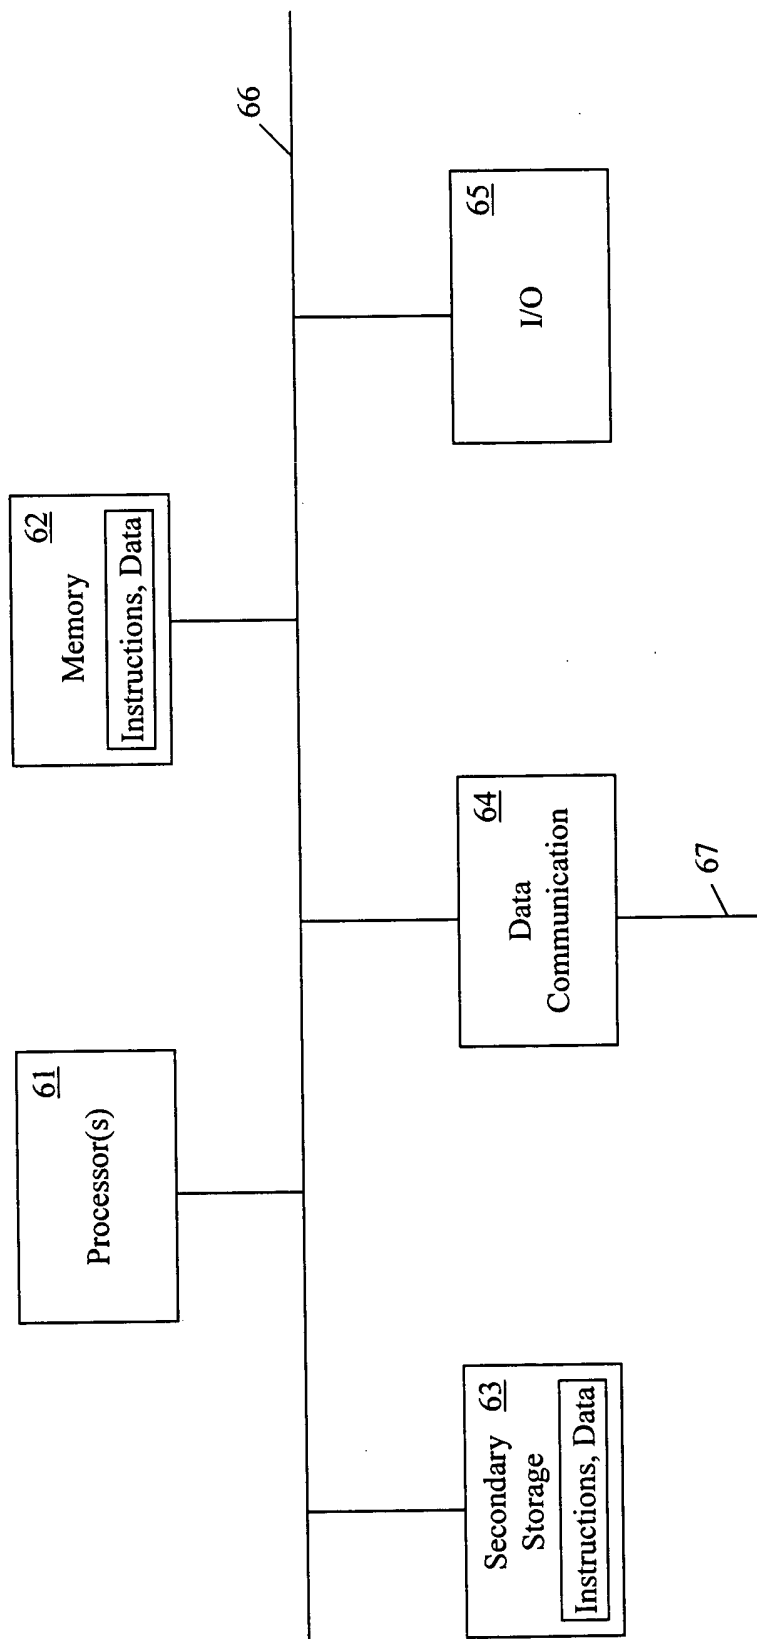 61
Processor(s)
62
Memory
Instructions, Data
66
Secondary 63
Storage
Instructions, Data
64
Data
Communication
65
I/O
67